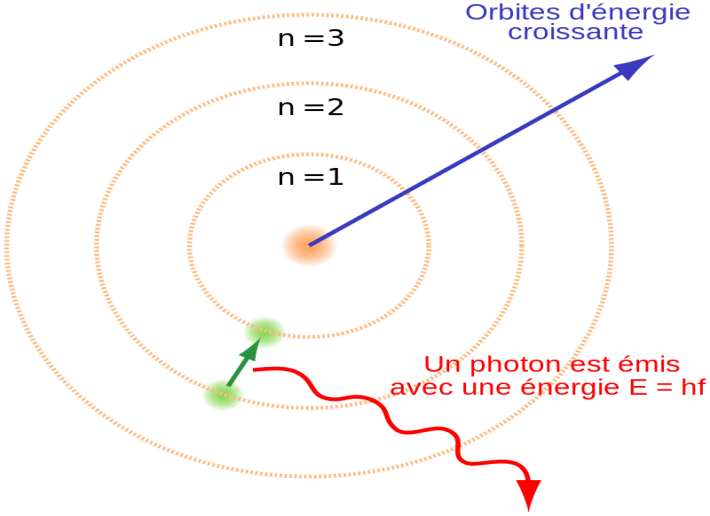 Orbites d'énergie
croissante
n =3
n =2
n =1
Un photon est émis
avec une énergie E = hf